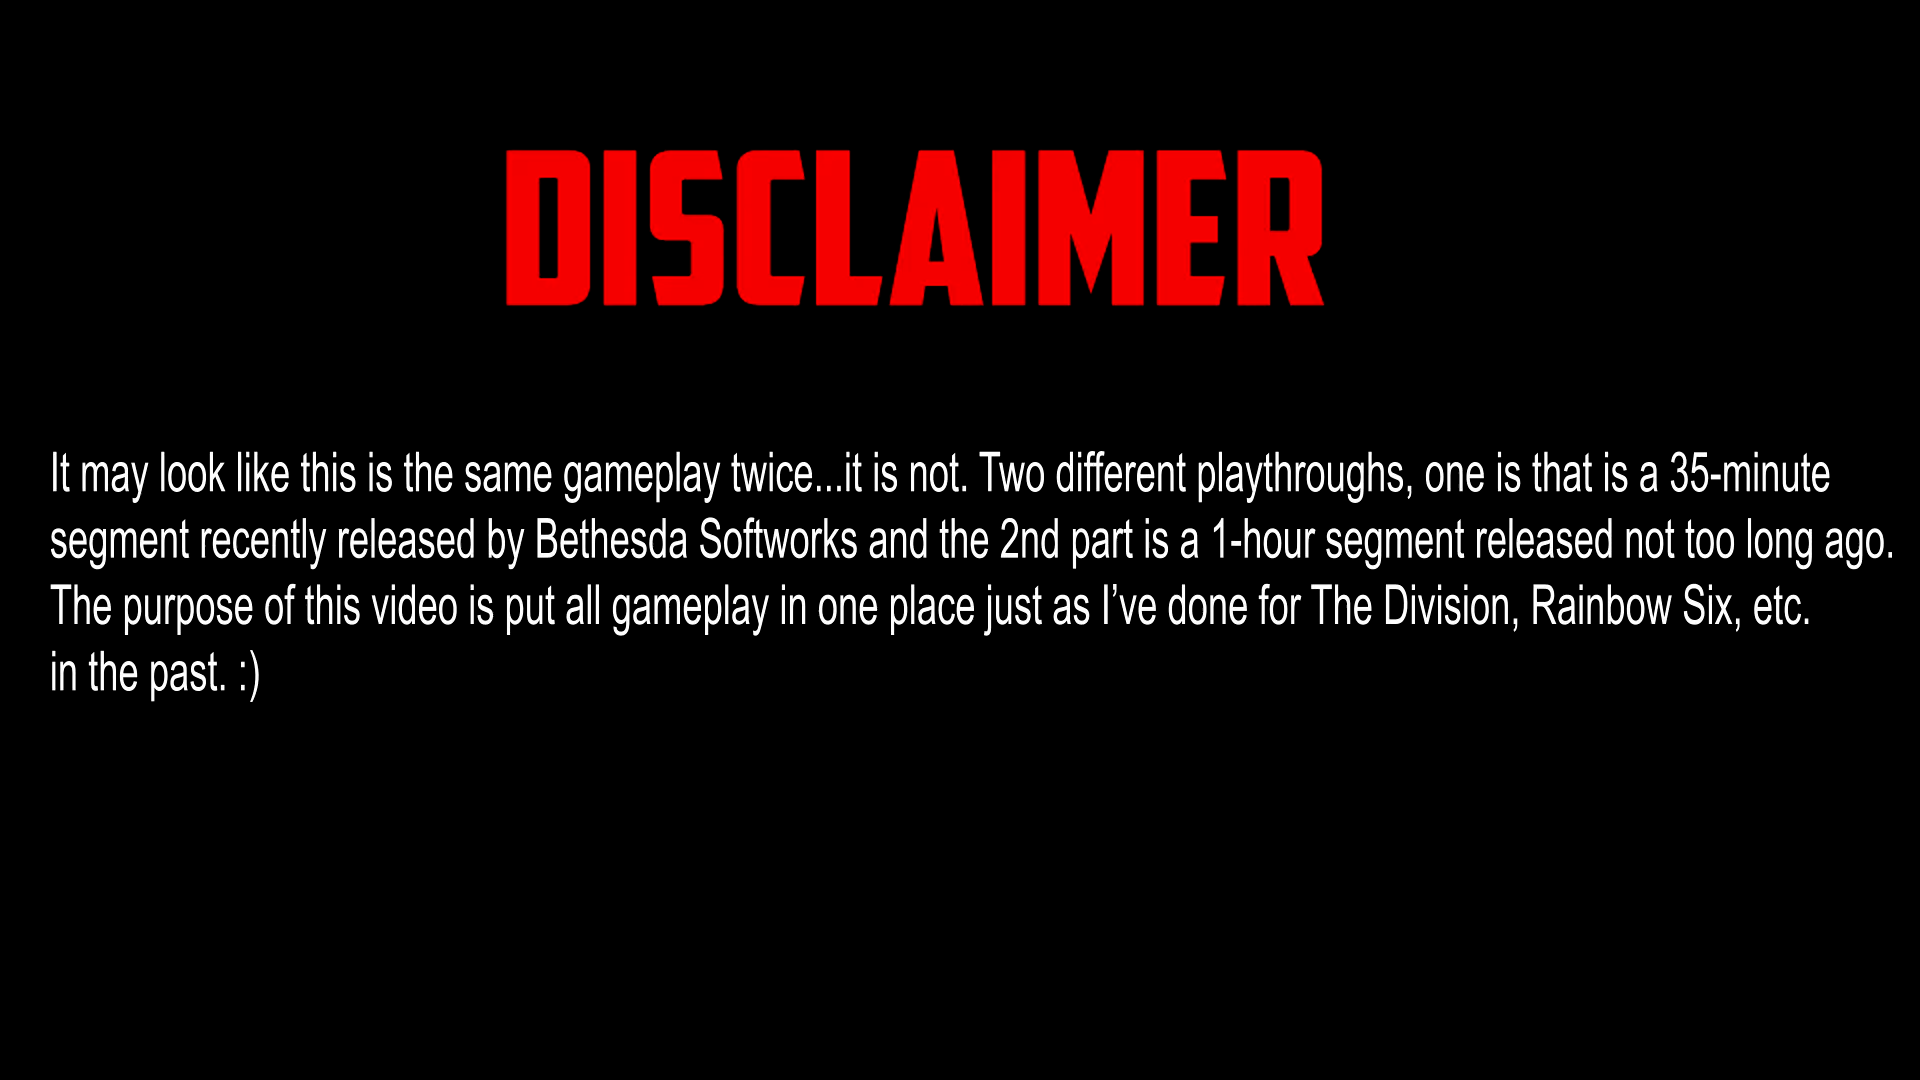 DISCLAIMER
It may look like this is the same gameplay twice...it is not. Two different playthroughs, one is that is a 35-minute
segment recently released by Bethesda Softworks and the 2nd part is a 1-hour segment released not too long ago.
The purpose of this video is put all gameplay in one place just as I’ve done for The Division, Rainbow Six, etc.
in the past. :)